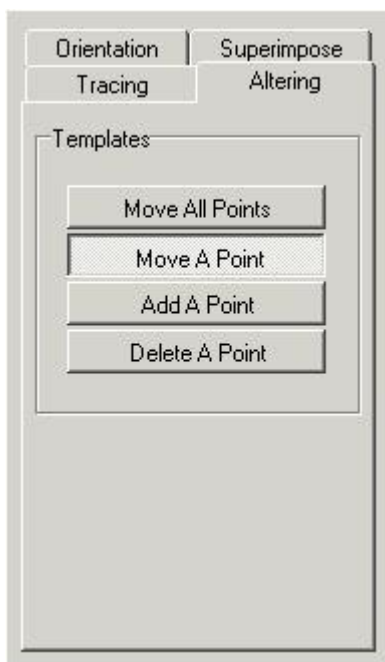 Orientation
Superimpose
Tracing
Altering
Templates
Move All Points
Move A Point
Add A Point
Delete A Point